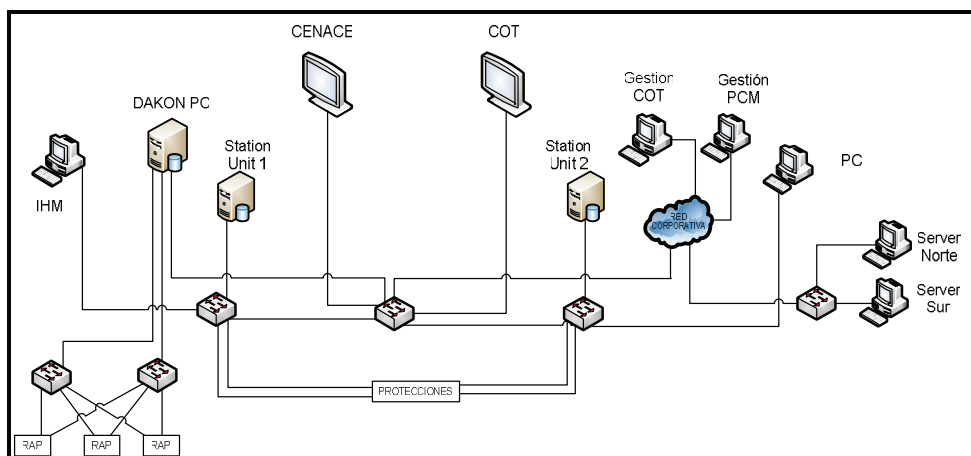 CENACE
COT
Gestion
COT
Gestión
PCM
DAKON PC
Station
Unit 1
Station
Unit 2
PC
IHM
RED
CORPORATIVA
Server
Norte
Server
Sur
PROTECCIONES
RAP
RAP
RAP